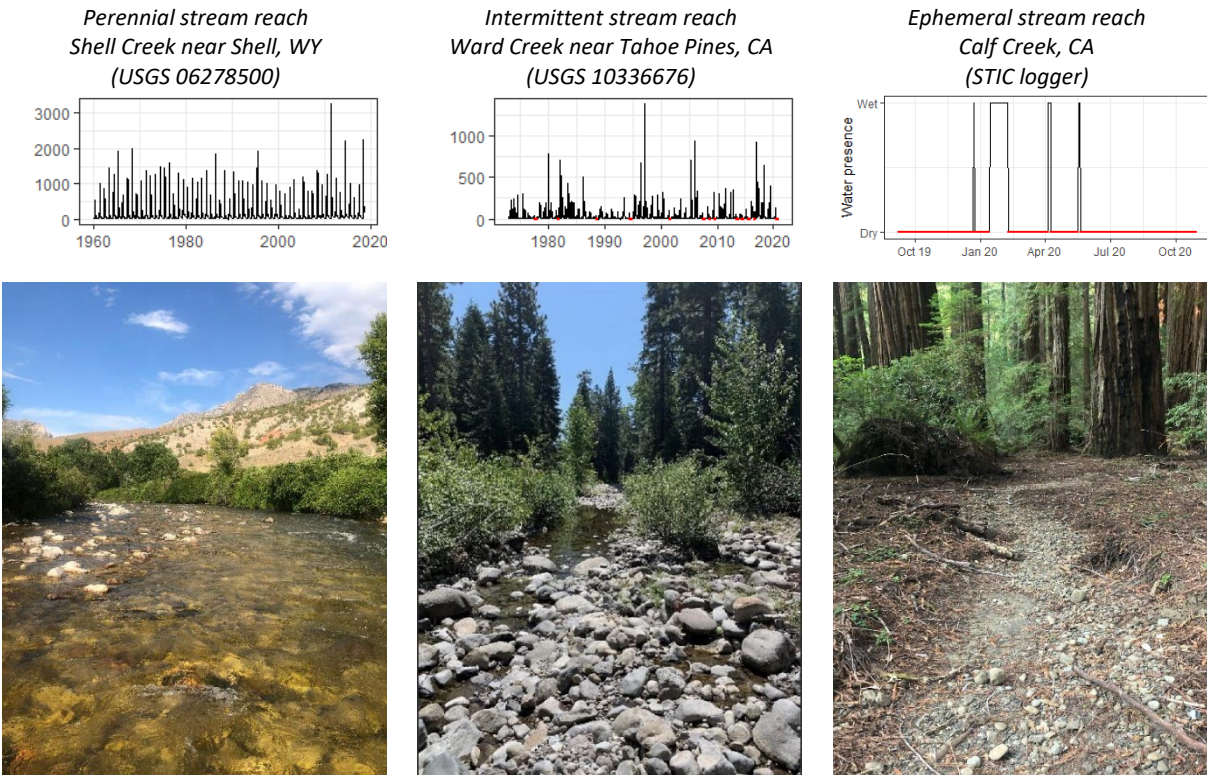 Perennial stream reach
Shell Creek near Shell, WY
(USGS 06278500)
3000
2000
1000
0
1960
1980
2000
2020
Intermittent stream reach
Ward Creek near Tahoe Pines, CA
(USGS 10336676)
1000
500
0
1980
1990
2000
2010
2020
Ephemeral stream reach
Calf Creek, CA
(STIC logger)
Water presence
Wet
Dry
Oct 19
Jan 20
Apr 20
Jul 20
Oct 20